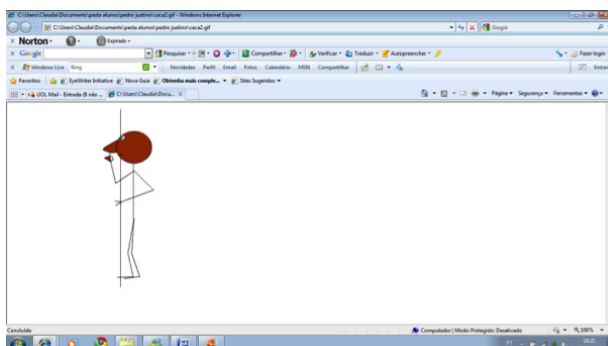 C:\Users\Claudia\Documents\pasta alunos\pedro justino\caca2.gif - Windows Internet Explorer
C:\Users\Claudia\Documents\pasta alunos\pedro justino\caca2.gif
Google
x Norton Expirado
x Google Pesquisar Compartilhar Verificar Traduzir Autopreencher Fazer login
x Windows Live Bing Novidades Perfil Email Fotos Calendário MSN Compartilhar Entrar
Favoritos EyeWriter Initiative Nova Guia Obtenha mais comple... Sites Sugeridos
UOL Mail - Entrada (8 não ... C:\Users\Claudia\Docu... x Página Segurança Ferramentas
Concluído Computador | Modo Protegido: Desativado 100%
PT